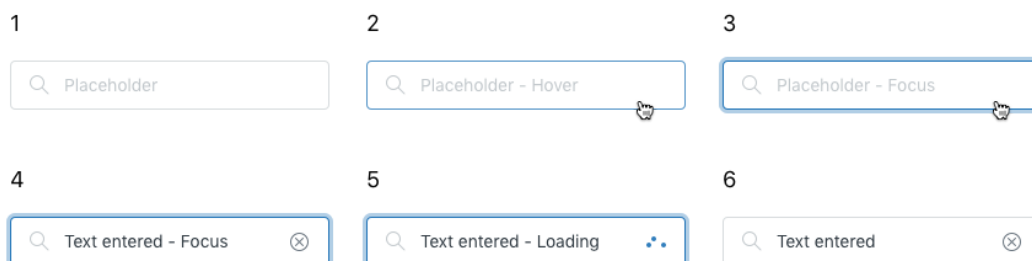 1
2
3
Placeholder
Placeholder - Hover
Placeholder - Focus
4
5
6
Text entered - Focus
Text entered - Loading
Text entered